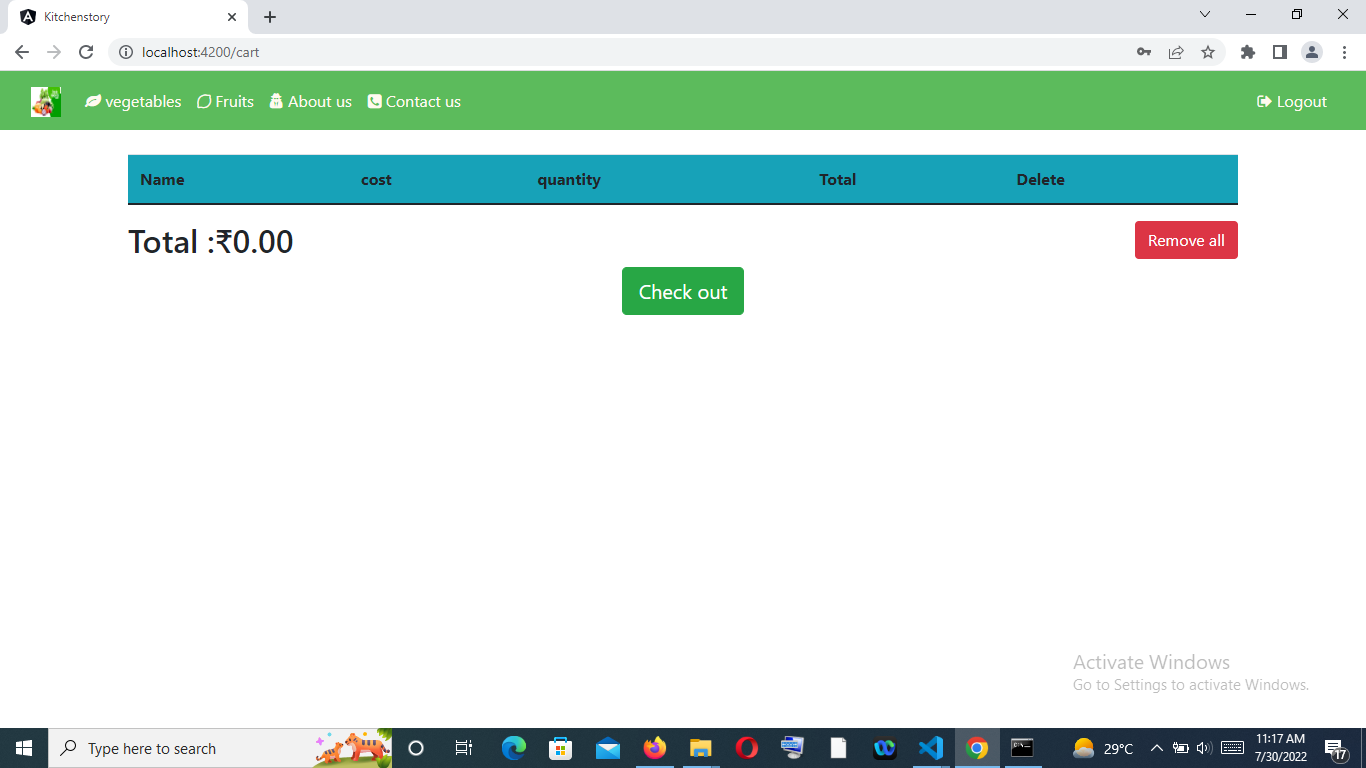 Kitchenstory
localhost:4200/cart
vegetables Fruits About us Contact us Logout
Name cost quantity Total Delete
Total :₹0.00 Remove all
Check out
Activate Windows
Go to Settings to activate Windows.
Type here to search
29°C
11:17 AM
7/30/2022
17